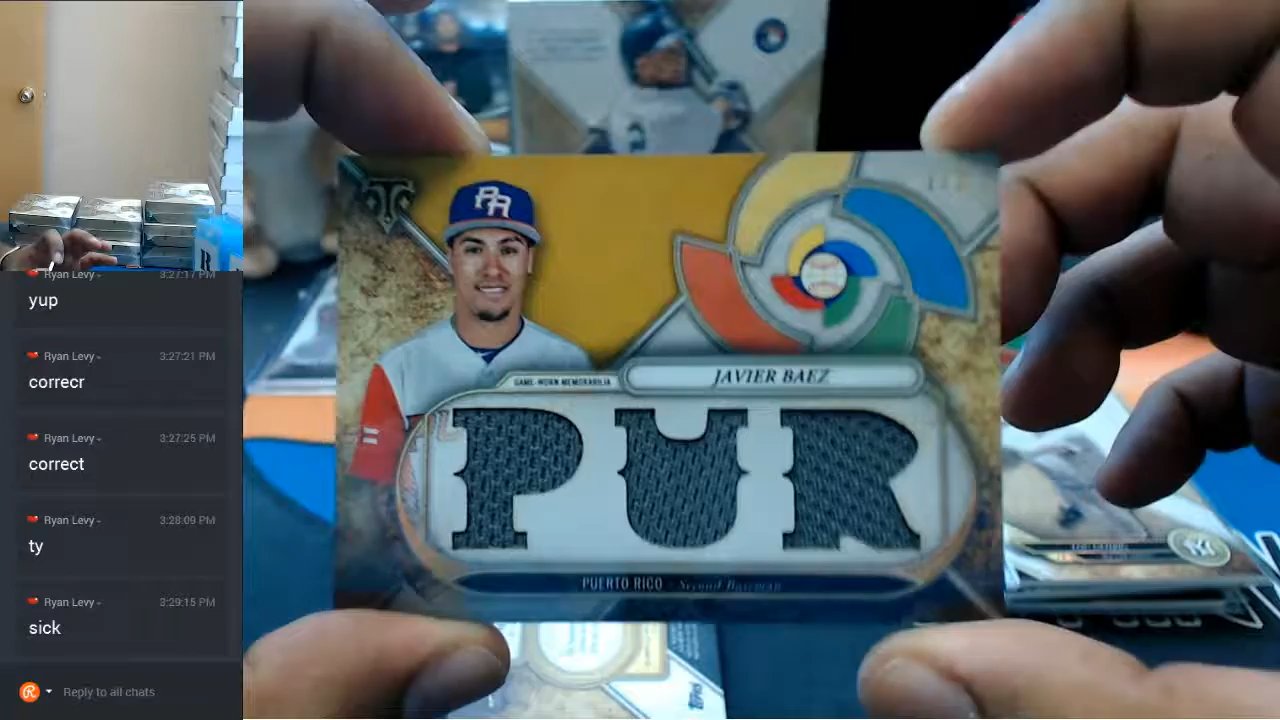 Ryan Levy 3:27:17 PM
yup
Ryan Levy 3:27:21 PM
correcr
Ryan Levy 3:27:25 PM
correct
Ryan Levy 3:28:09 PM
ty
Ryan Levy 3:29:15 PM
sick
Reply to all chats
PR
GAME-WORN MEMORABILIA
JAVIER BAEZ
PUR
PUERTO RICO Second Baseman
topps